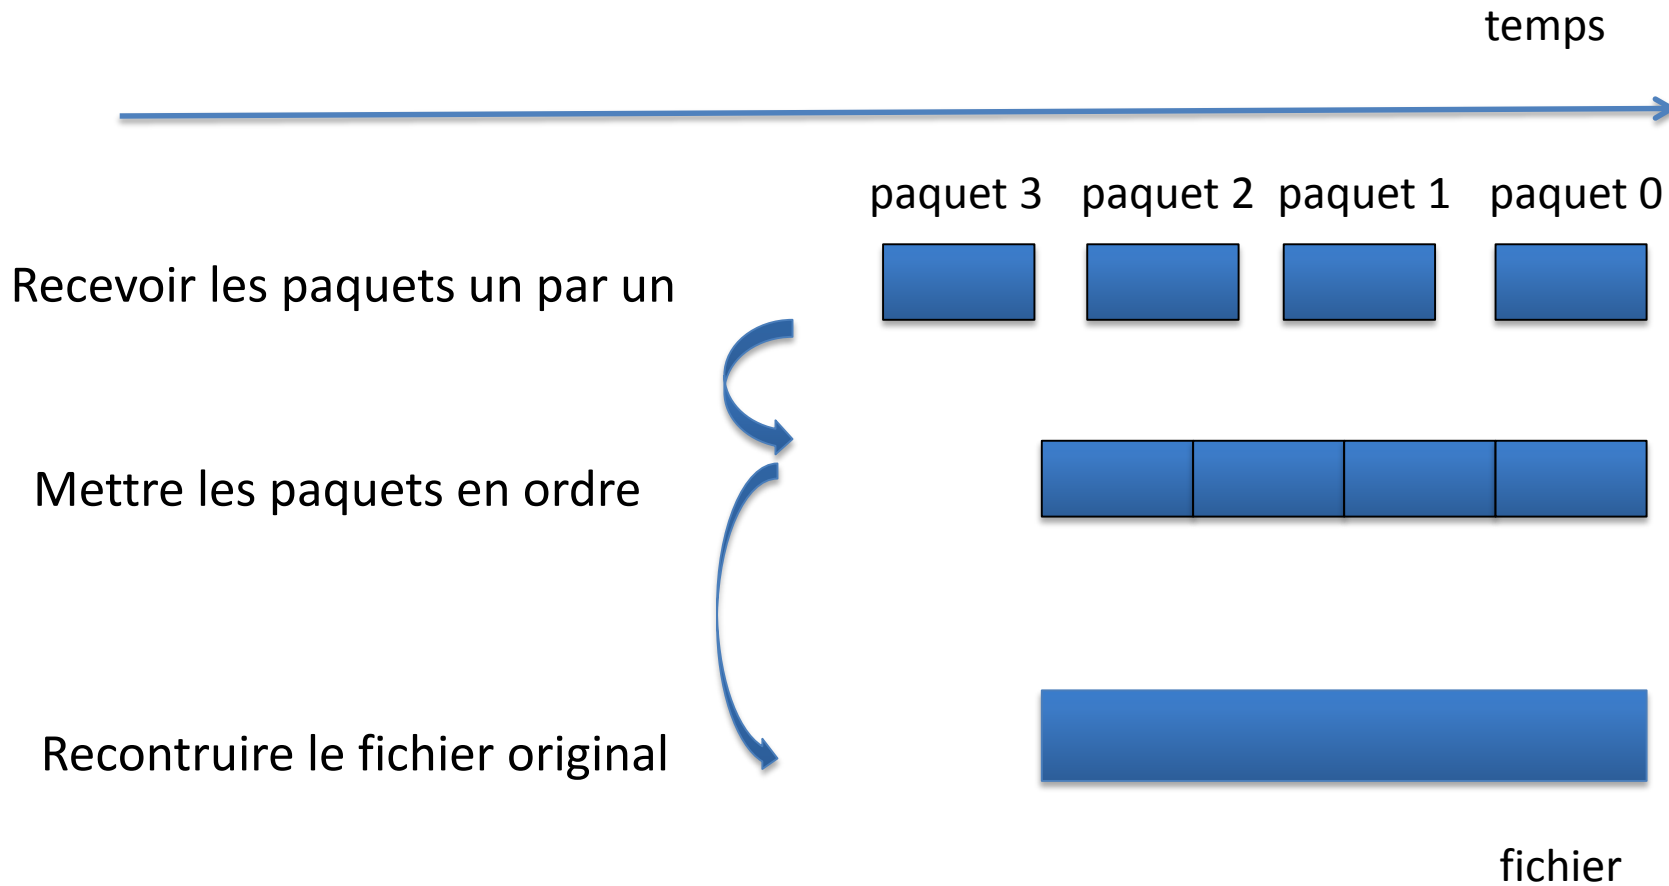 temps
paquet 3 paquet 2 paquet 1 paquet 0
Recevoir les paquets un par un
Mettre les paquets en ordre
Recontruire le fichier original
fichier